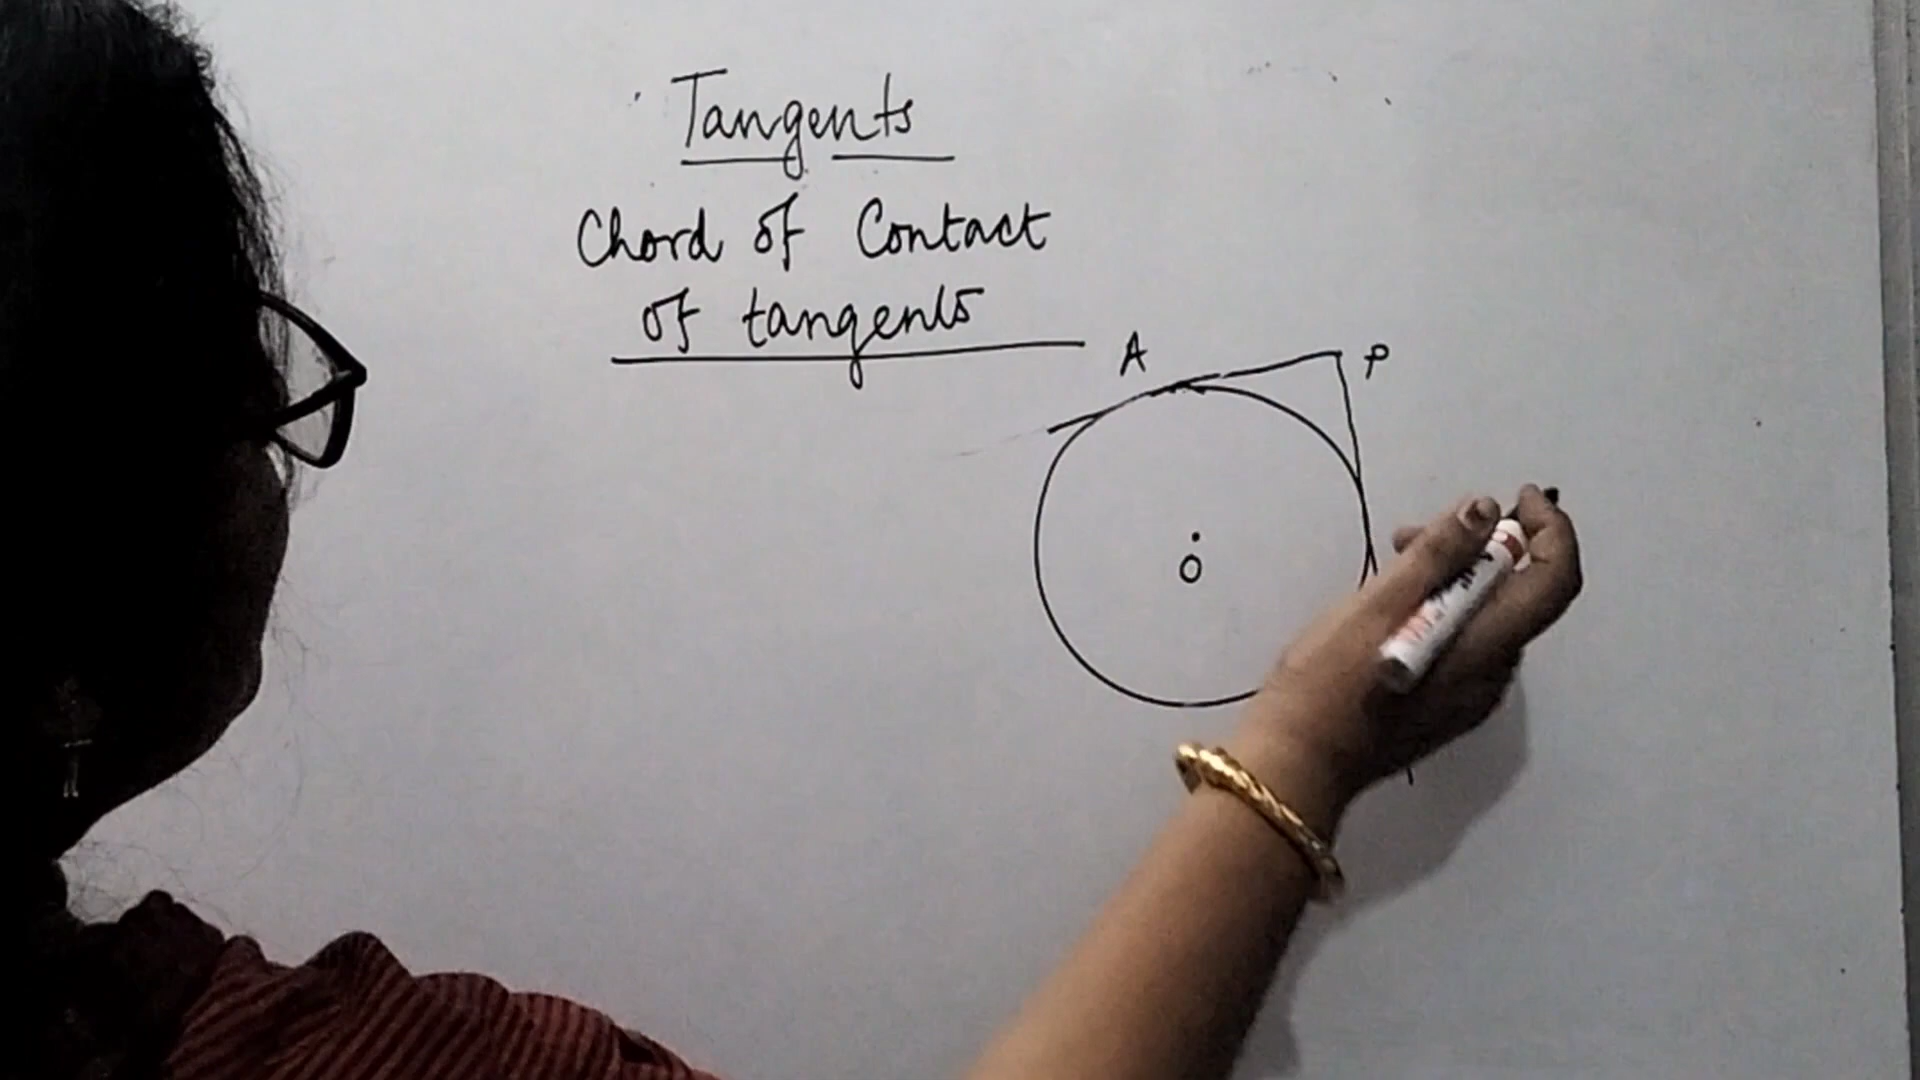 Tangents
Chord of Contact
of tangents
A
P
O